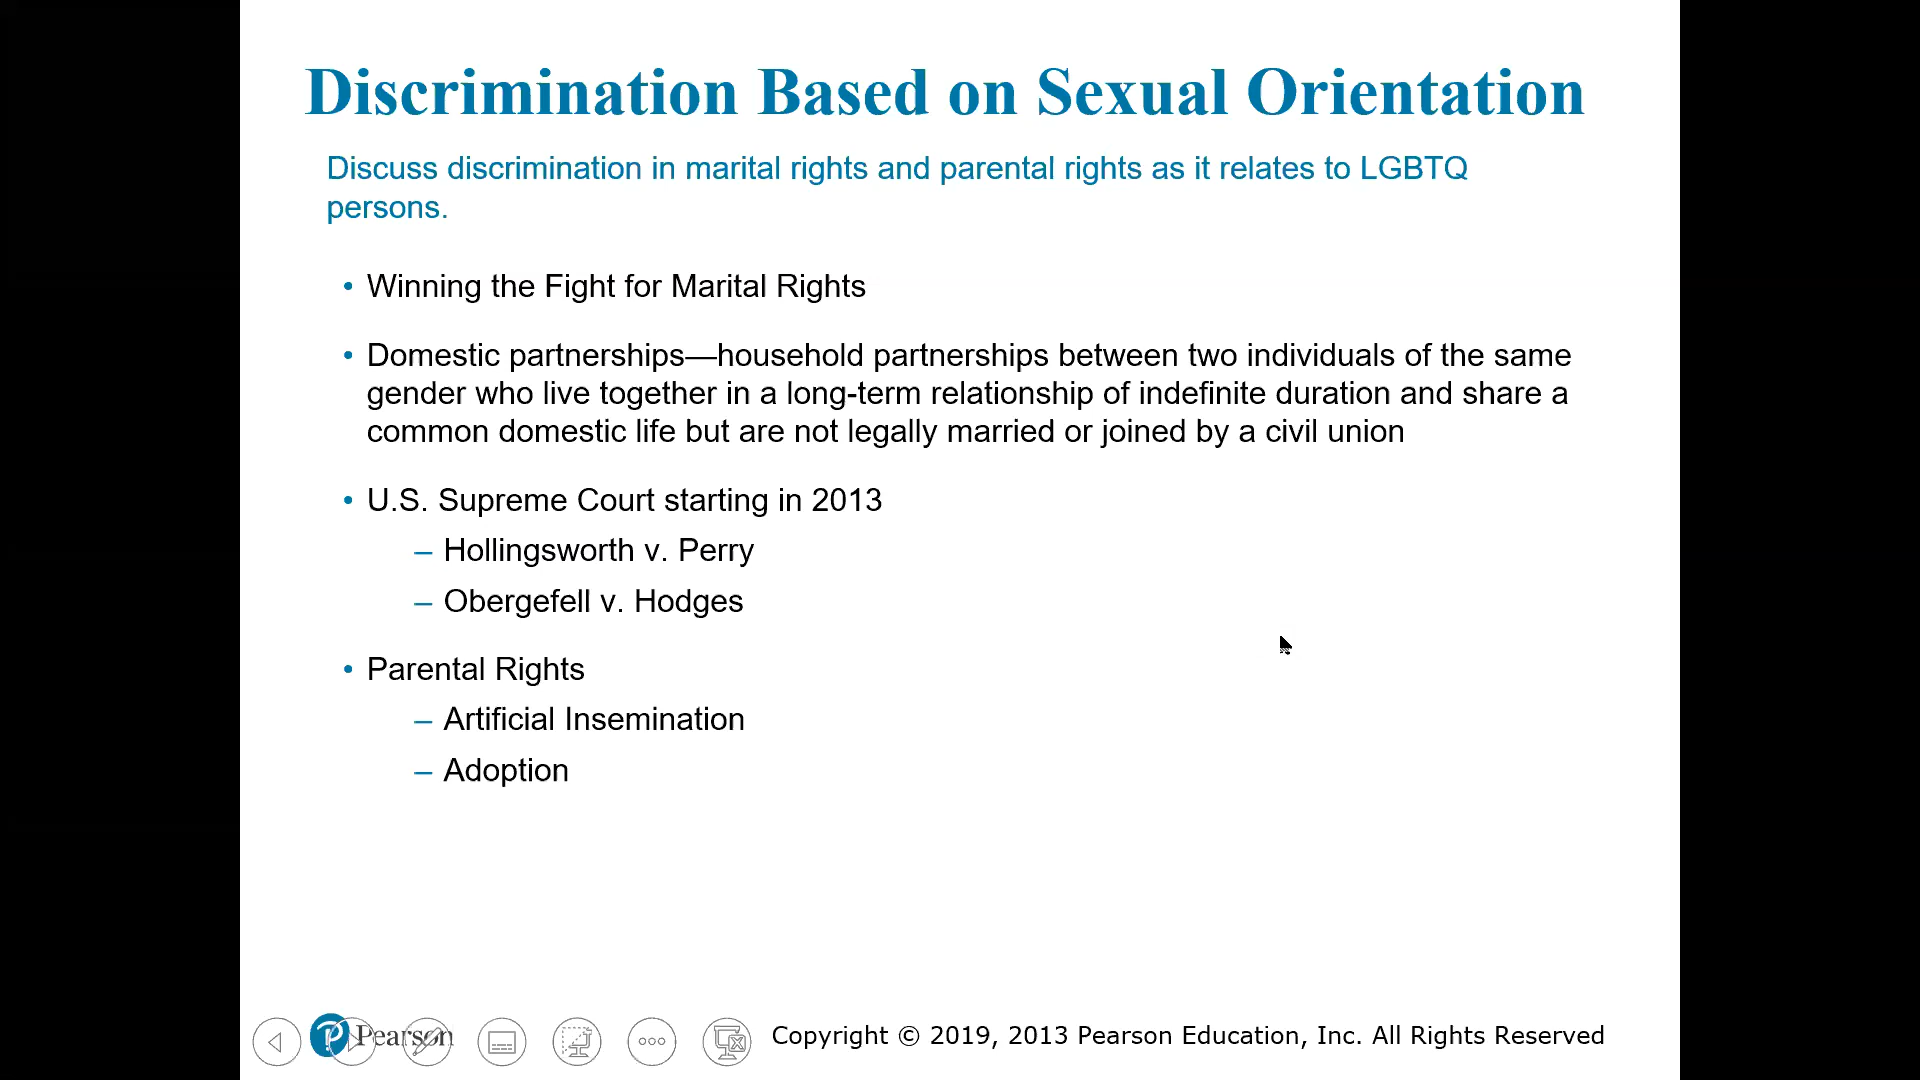 Discrimination Based on Sexual Orientation
Discuss discrimination in marital rights and parental rights as it relates to LGBTQ
persons.
• Winning the Fight for Marital Rights
• Domestic partnerships—household partnerships between two individuals of the same
gender who live together in a long-term relationship of indefinite duration and share a
common domestic life but are not legally married or joined by a civil union
• U.S. Supreme Court starting in 2013
– Hollingsworth v. Perry
– Obergefell v. Hodges
• Parental Rights
– Artificial Insemination
– Adoption
Pearson
Copyright © 2019, 2013 Pearson Education, Inc. All Rights Reserved